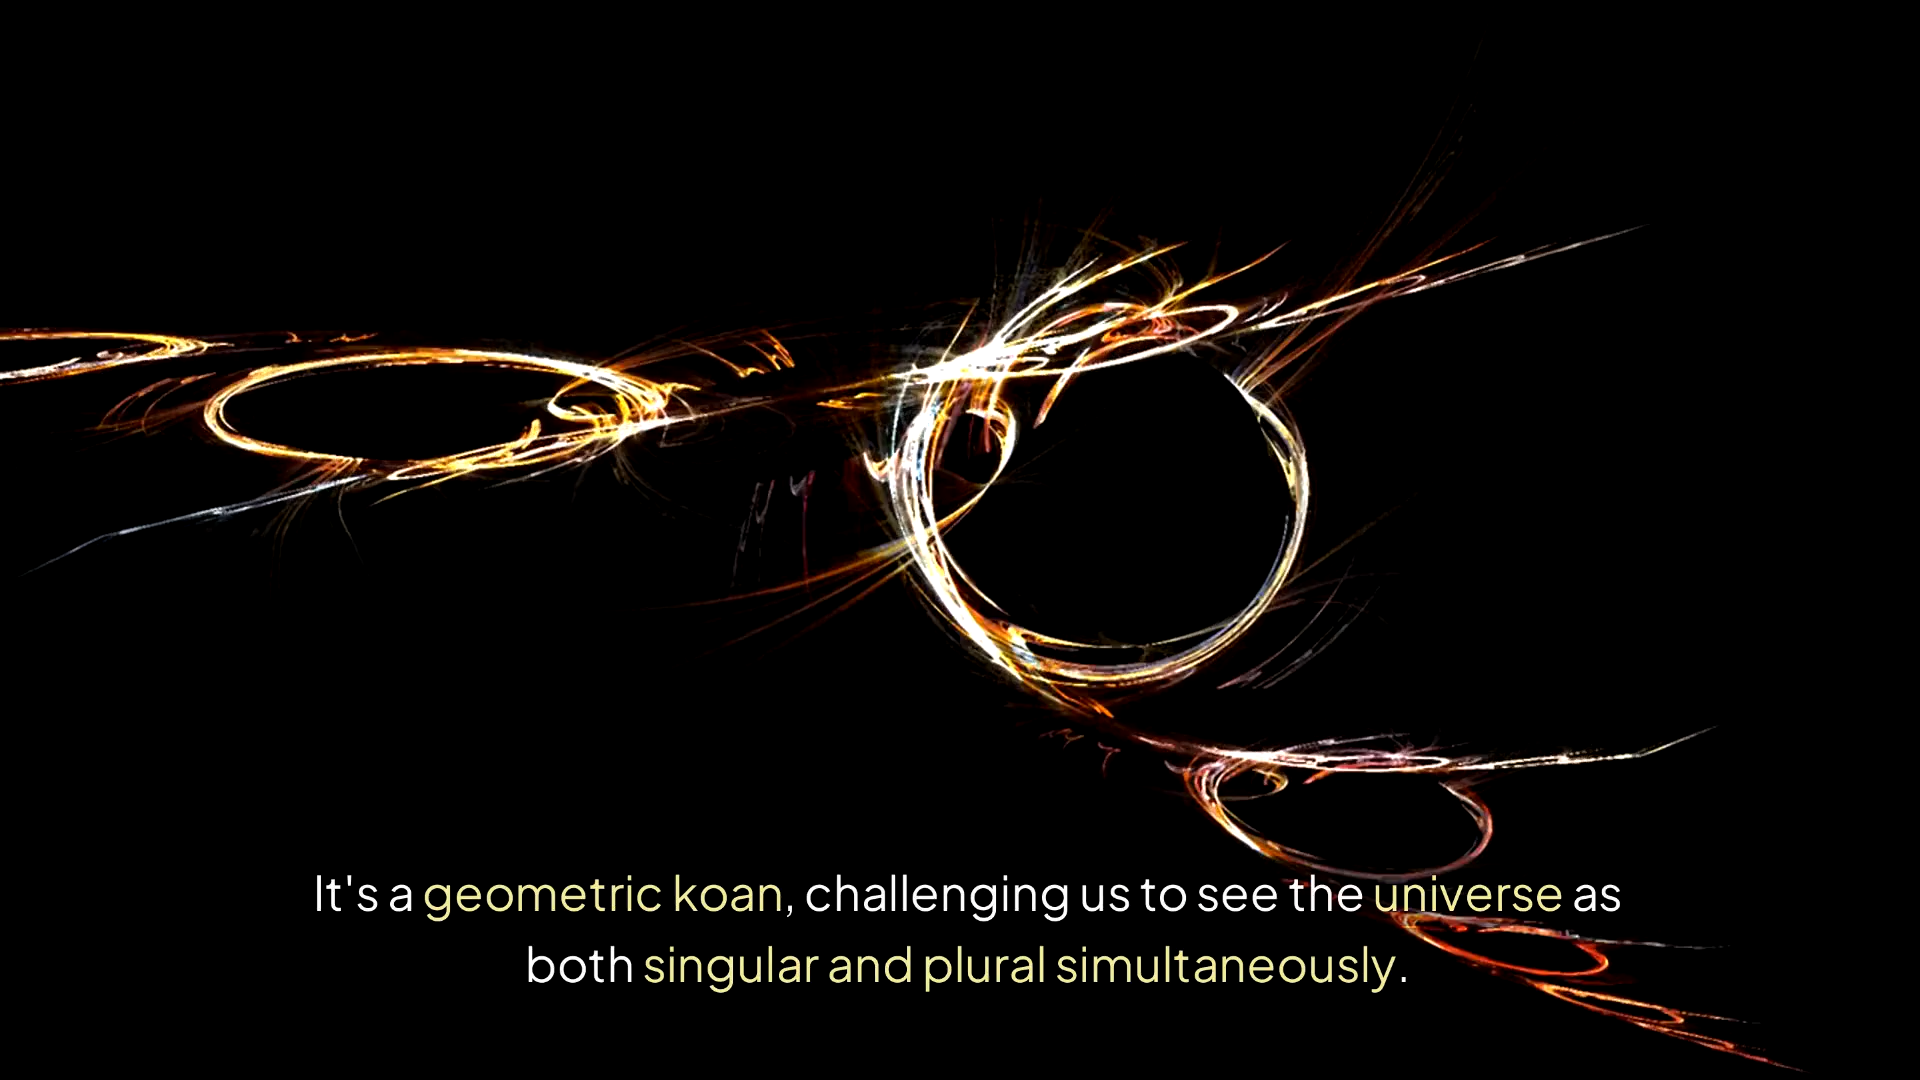 It's a geometric koan, challenging us to see the universe as
both singular and plural simultaneously.